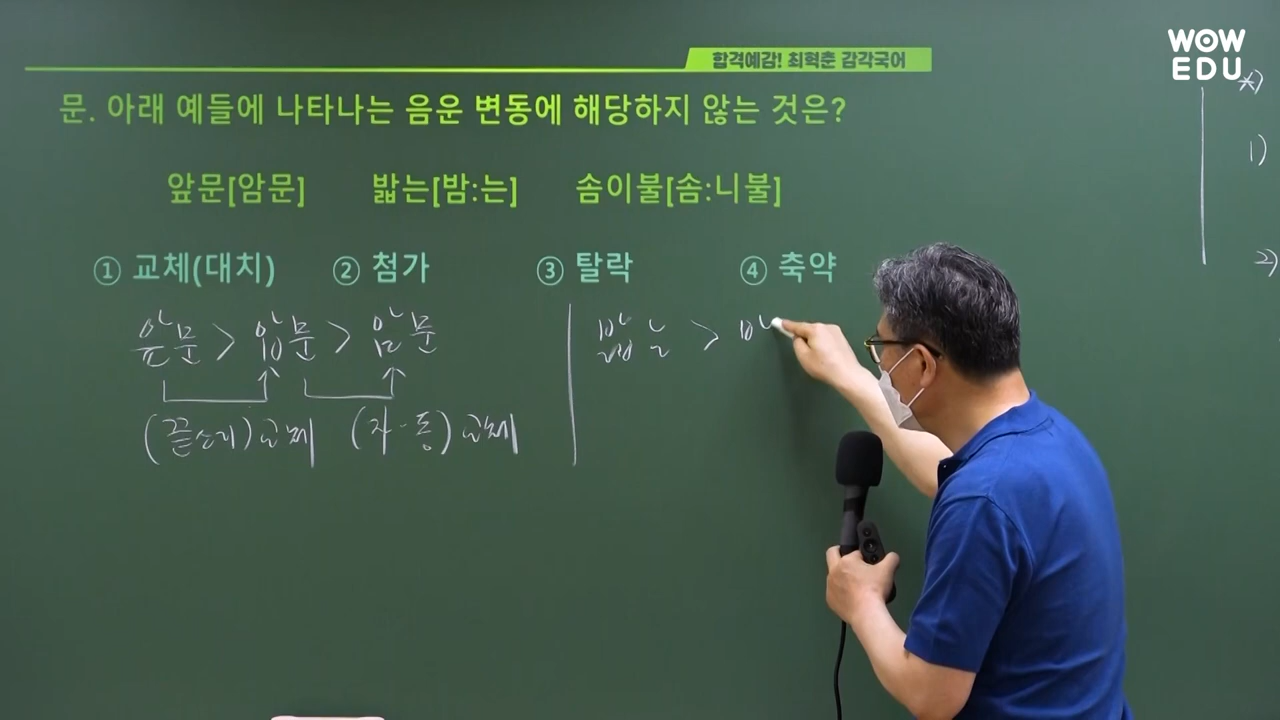 WOW
EDU
합격예감! 최혁춘 감각국어
문. 아래 예들에 나타나는 음운 변동에 해당하지 않는 것은?
앞문[암문] 밟는[밤:는] 솜이불[솜:니불]
① 교체(대치) ② 첨가 ③ 탈락 ④ 축약
앞문 > 압문 > 암문
밟는 >
(끝소리)교체 (자·동)교체
1)
2)